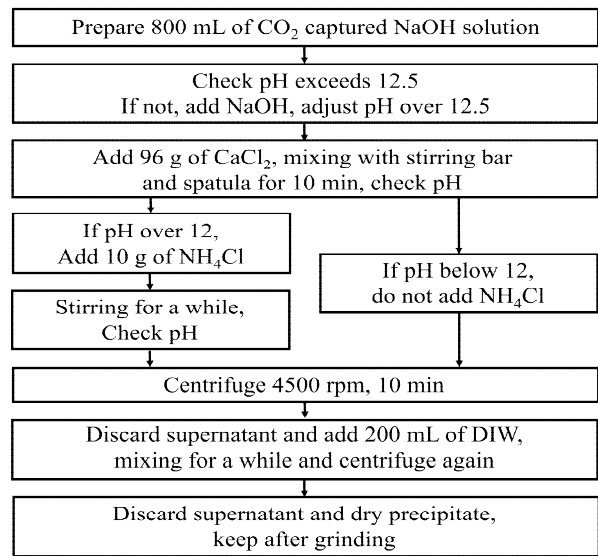 Prepare 800 mL of CO₂ captured NaOH solution
Check pH exceeds 12.5
If not, add NaOH, adjust pH over 12.5
Add 96 g of CaCl₂, mixing with stirring bar
and spatula for 10 min, check pH
If pH over 12,
Add 10 g of NH₄Cl
If pH below 12,
do not add NH₄Cl
Stirring for a while,
Check pH
Centrifuge 4500 rpm, 10 min
Discard supernatant and add 200 mL of DIW,
mixing for a while and centrifuge again
Discard supernatant and dry precipitate,
keep after grinding